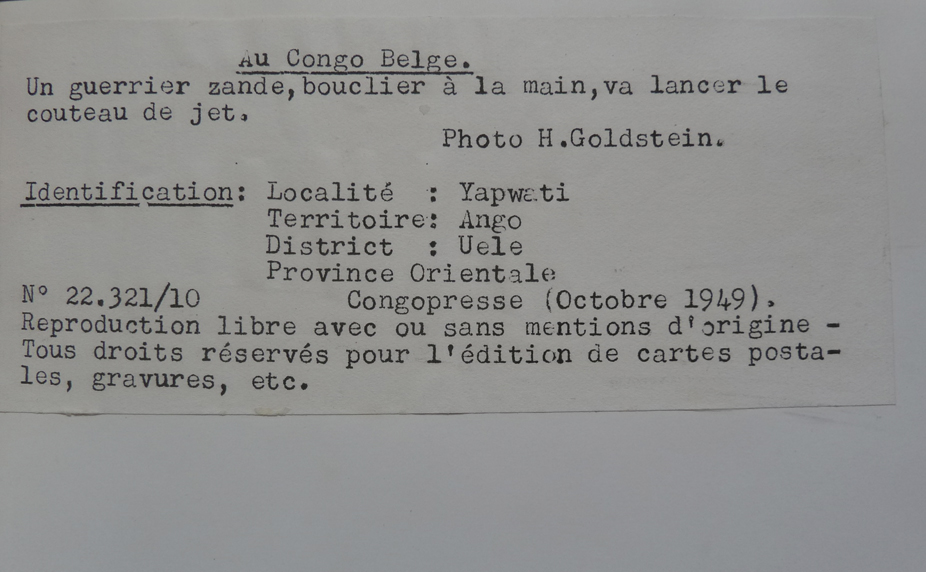 Au Congo Belge.
Un guerrier zande,bouclier à la main,va lancer le
couteau de jet.
Photo H.Goldstein.
Identification: Localité : Yapwati
Territoire: Ango
District : Uele
Province Orientale
N° 22.321/10 Congopresse (Octobre 1949).
Reproduction libre avec ou sans mentions d'origine -
Tous droits réservés pour l'édition de cartes posta-
les, gravures, etc.